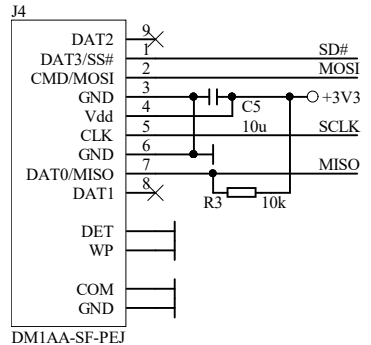 J4
DAT2 9
DAT3/SS# 1 SD#
CMD/MOSI 2 MOSI
GND 3 +3V3
Vdd 4 C5
CLK 5 10u SCLK
GND 6
DAT0/MISO 7 MISO
DAT1 8 R3 10k
DET
WP
COM
GND
DM1AA-SF-PEJ